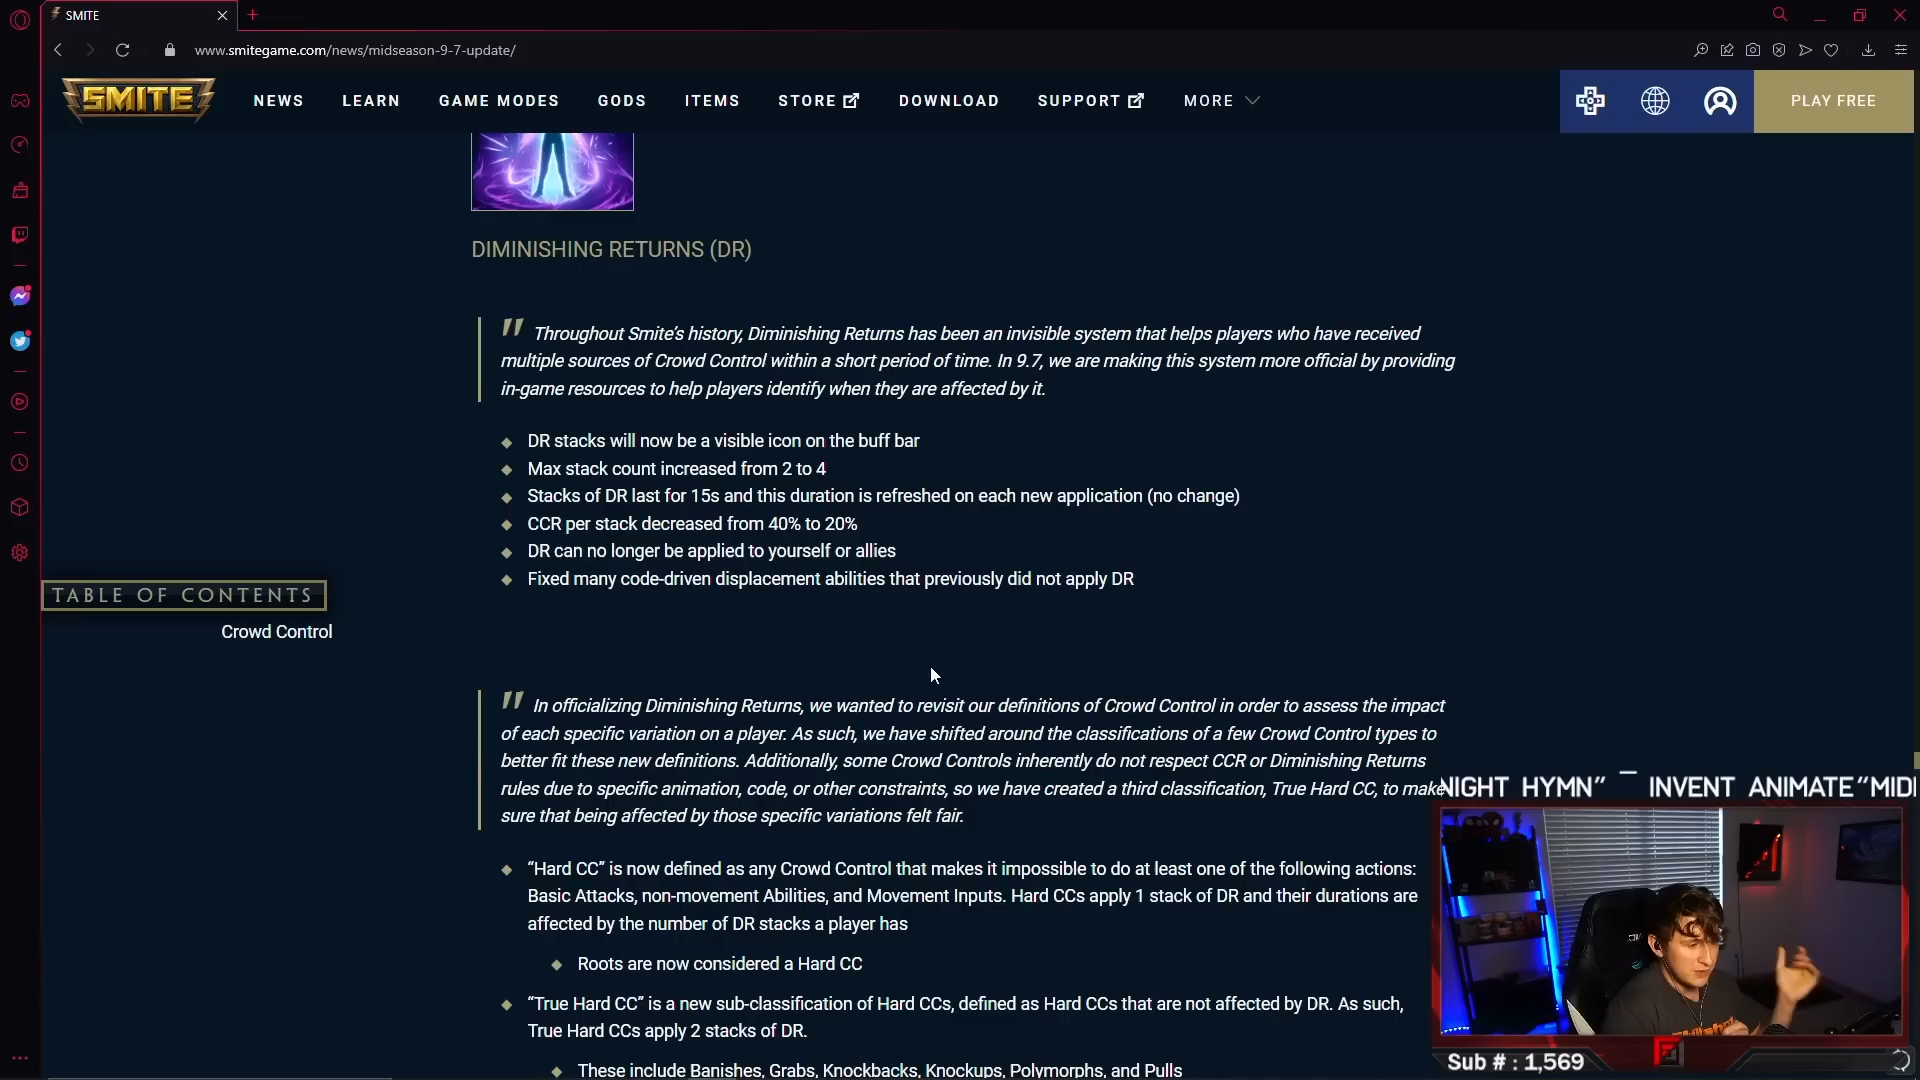 SMITE
www.smitegame.com/news/midseason-9-7-update/
SMITE
NEWS
LEARN
GAME MODES
GODS
ITEMS
STORE
DOWNLOAD
SUPPORT
MORE
PLAY FREE
DIMINISHING RETURNS (DR)
" Throughout Smite's history, Diminishing Returns has been an invisible system that helps players who have received
multiple sources of Crowd Control within a short period of time. In 9.7, we are making this system more official by providing
in-game resources to help players identify when they are affected by it.
DR stacks will now be a visible icon on the buff bar
Max stack count increased from 2 to 4
Stacks of DR last for 15s and this duration is refreshed on each new application (no change)
CCR per stack decreased from 40% to 20%
DR can no longer be applied to yourself or allies
Fixed many code-driven displacement abilities that previously did not apply DR
TABLE OF CONTENTS
Crowd Control
" In officializing Diminishing Returns, we wanted to revisit our definitions of Crowd Control in order to assess the impact
of each specific variation on a player. As such, we have shifted around the classifications of a few Crowd Control types to
better fit these new definitions. Additionally, some Crowd Controls inherently do not respect CCR or Diminishing Returns
rules due to specific animation, code, or other constraints, so we have created a third classification, True Hard CC, to make
sure that being affected by those specific variations felt fair.
"Hard CC" is now defined as any Crowd Control that makes it impossible to do at least one of the following actions:
Basic Attacks, non-movement Abilities, and Movement Inputs. Hard CCs apply 1 stack of DR and their durations are
affected by the number of DR stacks a player has
Roots are now considered a Hard CC
"True Hard CC" is a new sub-classification of Hard CCs, defined as Hard CCs that are not affected by DR. As such,
True Hard CCs apply 2 stacks of DR.
These include Banishes, Grabs, Knockbacks, Knockups, Polymorphs, and Pulls
NIGHT HYMN" — INVENT ANIMATE "MID
Sub # : 1,569